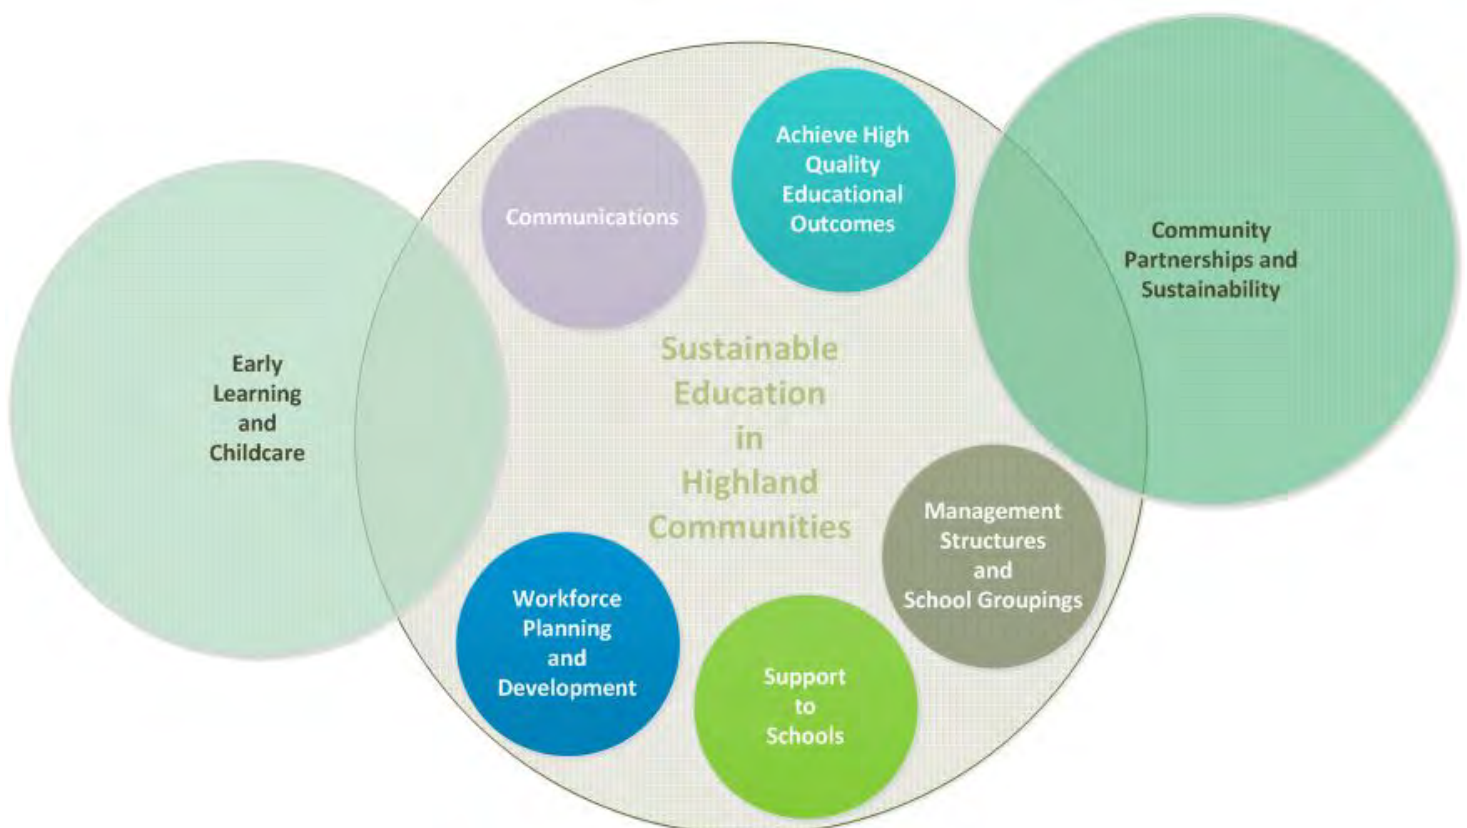 Achieve High
Quality
Educational
Outcomes
Communications
Community
Partnerships and
Sustainability
Sustainable
Education
in
Highland
Communities
Early
Learning
and
Childcare
Management
Structures
and
School Groupings
Workforce
Planning
and
Development
Support
to
Schools